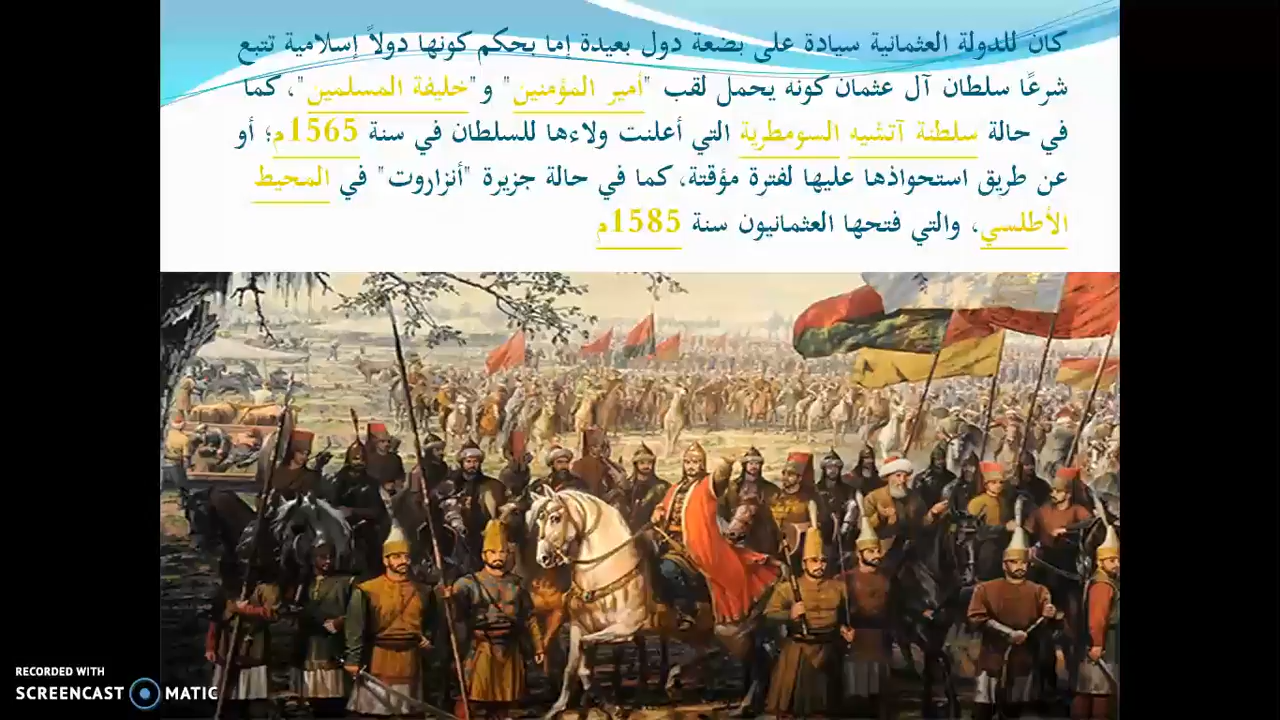 كان للدولة العثمانية سيادة على بضعة دول بعيدة إما بحكم كونها دولاً إسلامية تتبع
شرعًا سلطان آل عثمان كونه يحمل لقب "أمير المؤمنين" و"خليفة المسلمين"، كما
في حالة سلطنة آتشيه السومطرية التي أعلنت ولاءها للسلطان في سنة 1565م؛ أو
عن طريق استحواذها عليها لفترة مؤقتة، كما في حالة جزيرة "أنزاروت" في المحيط
الأطلسي، والتي فتحها العثمانيون سنة 1585م
RECORDED WITH
SCREENCAST MATIC